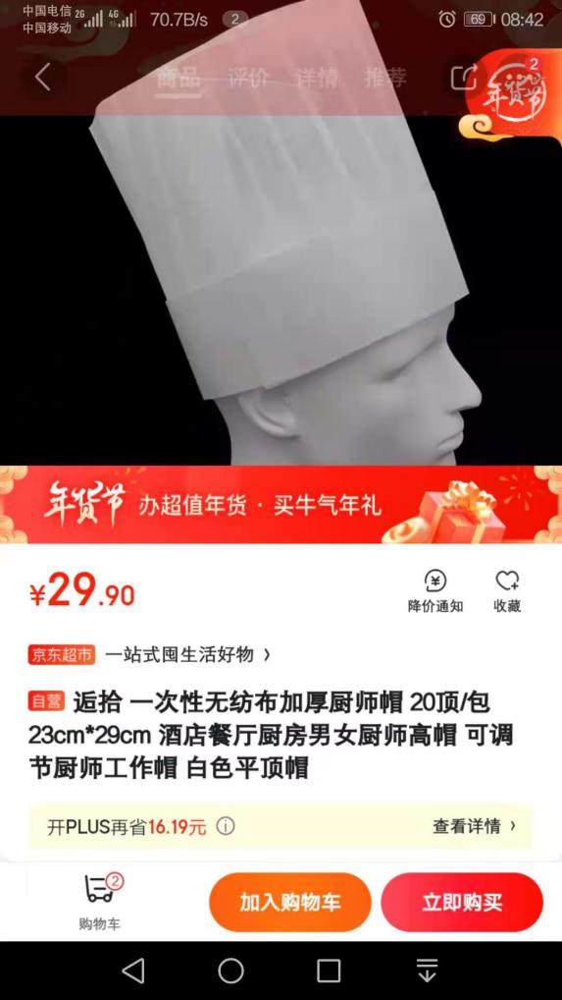 中国电信 2G 4G 70.7B/s 2 69 08:42
中国移动
商品 评价 详情 推荐 2
年货节
年货节 办超值年货 · 买牛气年礼
¥29.90
降价通知 收藏
京东超市 一站式囤生活好物 ›
自营 逅拾 一次性无纺布加厚厨师帽 20顶/包
23cm*29cm 酒店餐厅厨房男女厨师高帽 可调
节厨师工作帽 白色平顶帽
开PLUS再省16.19元 查看详情 ›
2
购物车 加入购物车 立即购买